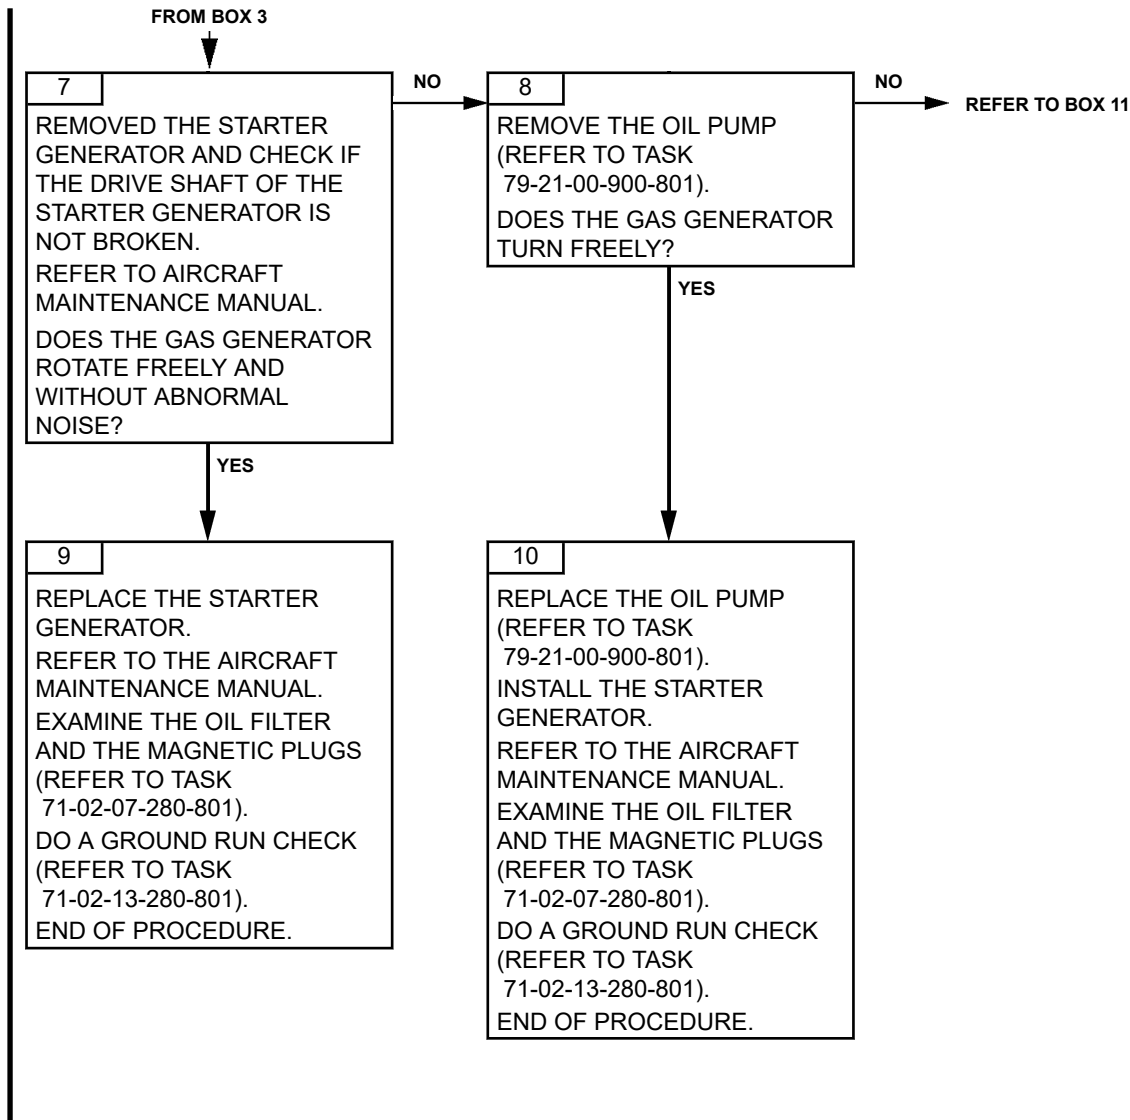 FROM BOX 3
7
REMOVED THE STARTER
GENERATOR AND CHECK IF
THE DRIVE SHAFT OF THE
STARTER GENERATOR IS
NOT BROKEN.
REFER TO AIRCRAFT
MAINTENANCE MANUAL.
DOES THE GAS GENERATOR
ROTATE FREELY AND
WITHOUT ABNORMAL
NOISE?
NO
8
REMOVE THE OIL PUMP
(REFER TO TASK
79-21-00-900-801).
DOES THE GAS GENERATOR
TURN FREELY?
NO
REFER TO BOX 11
YES
YES
9
REPLACE THE STARTER
GENERATOR.
REFER TO THE AIRCRAFT
MAINTENANCE MANUAL.
EXAMINE THE OIL FILTER
AND THE MAGNETIC PLUGS
(REFER TO TASK
71-02-07-280-801).
DO A GROUND RUN CHECK
(REFER TO TASK
71-02-13-280-801).
END OF PROCEDURE.
10
REPLACE THE OIL PUMP
(REFER TO TASK
79-21-00-900-801).
INSTALL THE STARTER
GENERATOR.
REFER TO THE AIRCRAFT
MAINTENANCE MANUAL.
EXAMINE THE OIL FILTER
AND THE MAGNETIC PLUGS
(REFER TO TASK
71-02-07-280-801).
DO A GROUND RUN CHECK
(REFER TO TASK
71-02-13-280-801).
END OF PROCEDURE.